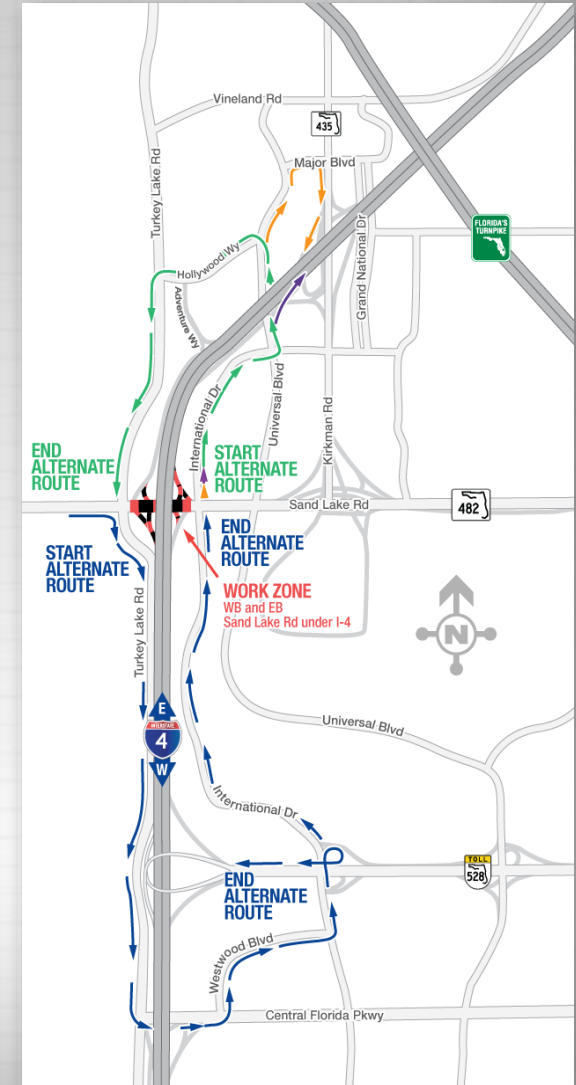 Vineland Rd
435
Major Blvd
Turkey Lake Rd
FLORIDA'S
TURNPIKE
Grand National Dr
Hollywood Wy
Adventure Wy
International Dr
Universal Blvd
Kirkman Rd
END
ALTERNATE
ROUTE
START
ALTERNATE
ROUTE
Sand Lake Rd
482
START
ALTERNATE
ROUTE
END
ALTERNATE
ROUTE
WORK ZONE
WB and EB
Sand Lake Rd under I-4
Turkey Lake Rd
N
E
INTERSTATE
4
W
Universal Blvd
International Dr
TOLL
528
END
ALTERNATE
ROUTE
Westwood Blvd
Central Florida Pkwy